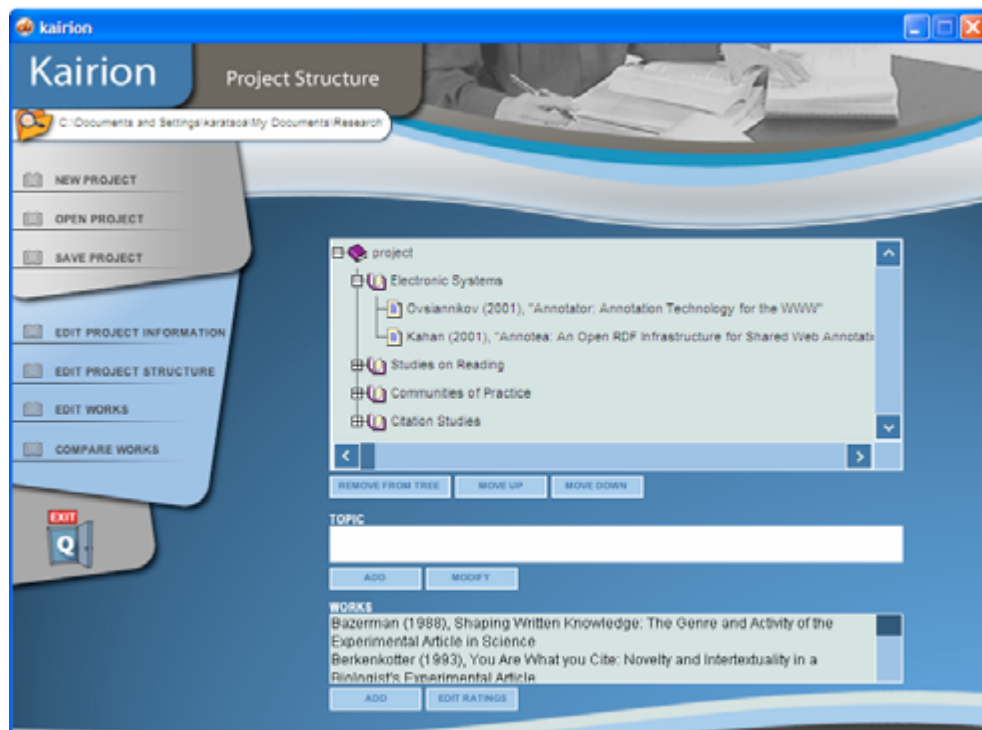 kairion
Kairion
Project Structure
C:\Documents and Settings\karataca\My Documents\Research
NEW PROJECT
OPEN PROJECT
SAVE PROJECT
EDIT PROJECT INFORMATION
EDIT PROJECT STRUCTURE
EDIT WORKS
COMPARE WORKS
EXIT
Q
project
Electronic Systems
Ovsiannikov (2001), "Annotator: Annotation Technology for the WWW"
Kahan (2001), "Annotea: An Open RDF Infrastructure for Shared Web Annotati
Studies on Reading
Communities of Practice
Citation Studies
REMOVE FROM TREE MOVE UP MOVE DOWN
TOPIC
ADD MODIFY
WORKS
Bazerman (1988), Shaping Written Knowledge: The Genre and Activity of the
Experimental Article in Science
Berkenkotter (1993), You Are What you Cite: Novelty and Intertextuality in a
Biologist's Experimental Article
ADD EDIT RATINGS